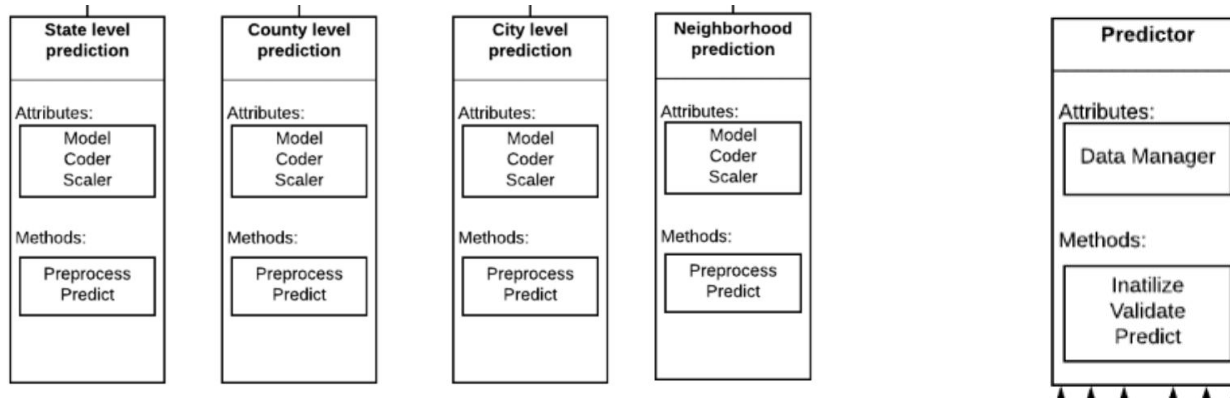 State level
prediction
Attributes:
Model
Coder
Scaler
Methods:
Preprocess
Predict
County level
prediction
Attributes:
Model
Coder
Scaler
Methods:
Preprocess
Predict
City level
prediction
Attributes:
Model
Coder
Scaler
Methods:
Preprocess
Predict
Neighborhood
prediction
Attributes:
Model
Coder
Scaler
Methods:
Preprocess
Predict
Predictor
Attributes:
Data Manager
Methods:
Inatilize
Validate
Predict